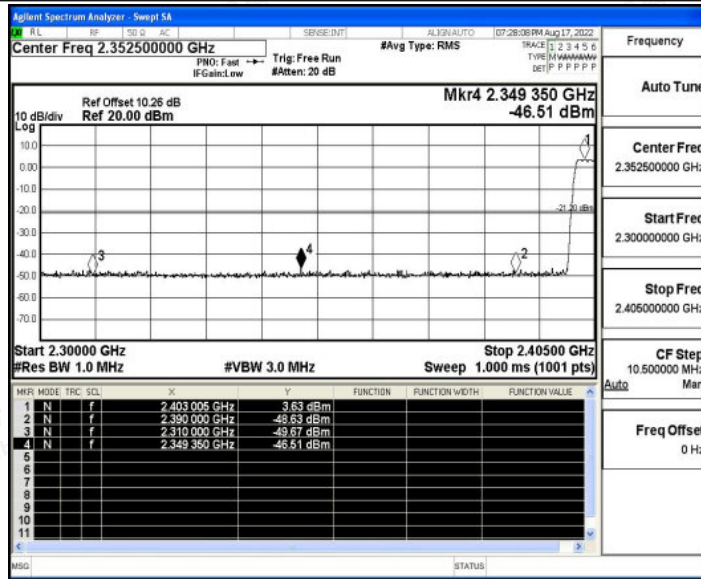 Agilent Spectrum Analyzer - Swept SA
RL RF 50 Ω AC SENSE:INT ALIGN AUTO 07:28:08 PM Aug 17, 2022
Center Freq 2.352500000 GHz
PNO: Fast
IFGain:Low
Trig: Free Run
#Atten: 20 dB
#Avg Type: RMS
TRACE 1 2 3 4 5 6
TYPE M W W W W W
DET P P P P P P
Ref Offset 10.26 dB
10 dB/div Ref 20.00 dBm
Log
Mkr4 2.349 350 GHz
-46.51 dBm
10.0
0.00
-10.0
-20.0
-30.0
-40.0
-50.0
-60.0
-70.0
1
-21.20 dBm
3
4
2
Start 2.30000 GHz Stop 2.40500 GHz
#Res BW 1.0 MHz #VBW 3.0 MHz Sweep 1.000 ms (1001 pts)
MKR MODE TRC SCL X Y FUNCTION FUNCTION WIDTH FUNCTION VALUE
1 N f 2.403 005 GHz 3.63 dBm
2 N f 2.390 000 GHz -48.63 dBm
3 N f 2.310 000 GHz -49.67 dBm
4 N f 2.349 350 GHz -46.51 dBm
5
6
7
8
9
10
11
MSG STATUS
Frequency
Auto Tune
Center Freq
2.352500000 GHz
Start Freq
2.300000000 GHz
Stop Freq
2.405000000 GHz
CF Step
10.500000 MHz
Auto Man
Freq Offset
0 Hz